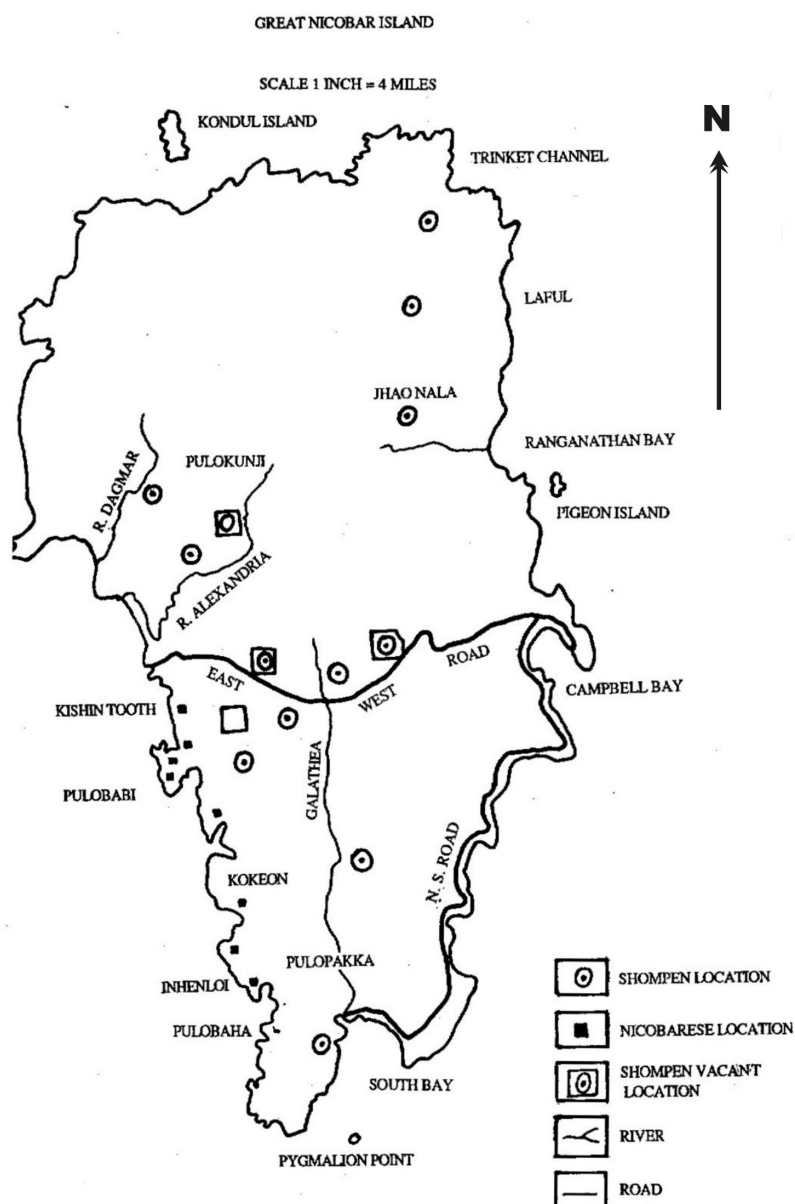 GREAT NICOBAR ISLAND
SCALE 1 INCH = 4 MILES
KONDUL ISLAND
N
TRINKET CHANNEL
LAFUL
JHAO NALA
RANGANATHAN BAY
PULOKUNJI
R. DAGMAR
PIGEON ISLAND
R. ALEXANDRIA
EAST
WEST
ROAD
CAMPBELL BAY
KISHIN TOOTH
GALATHEA
PULOBABI
N. S. ROAD
KOKEON
PULOPAKKA
INHENLOI
PULOBAHA
SOUTH BAY
PYGMALION POINT
SHOMPEN LOCATION
NICOBARESE LOCATION
SHOMPEN VACANT
LOCATION
RIVER
ROAD